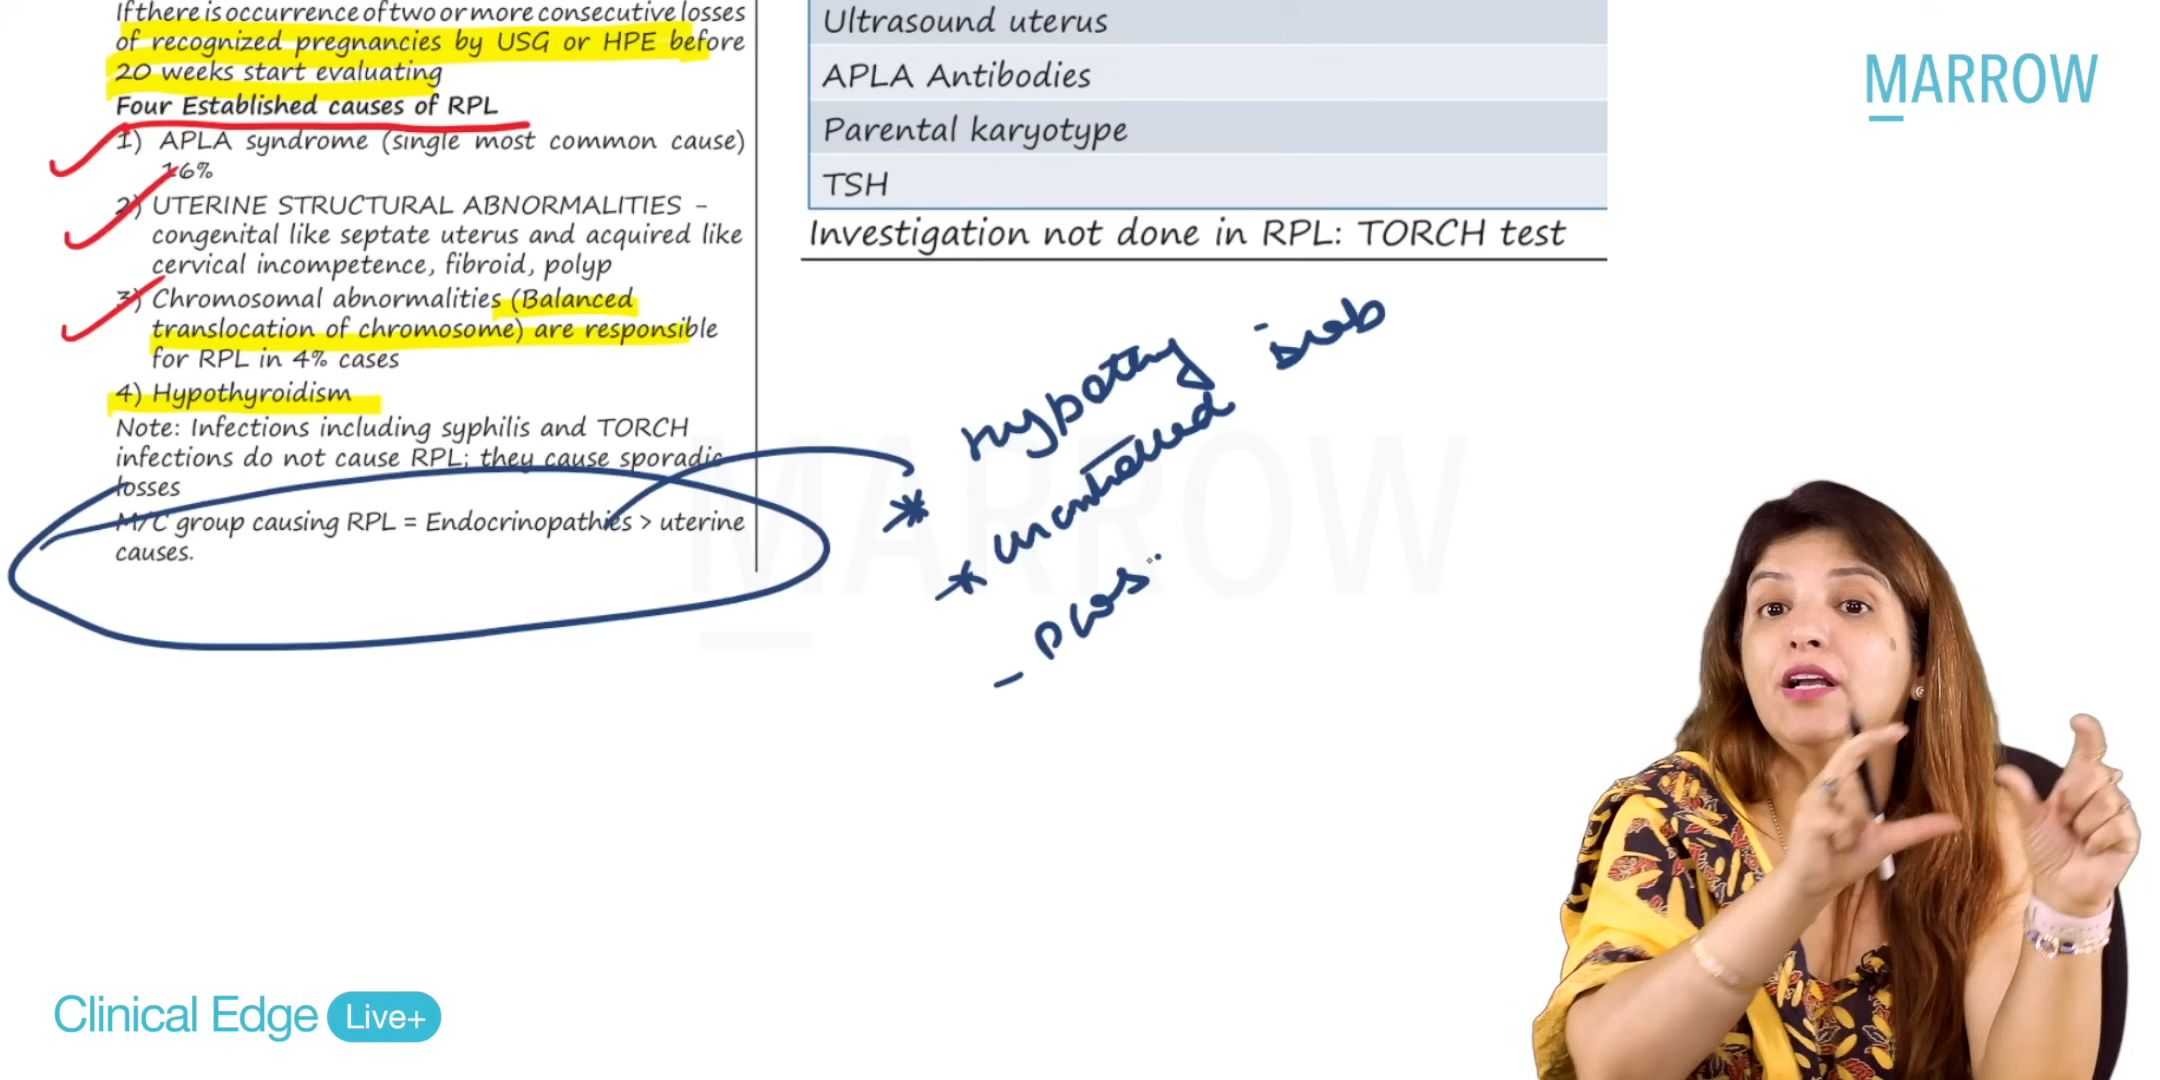 If there is occurrence of two or more consecutive losses
of recognized pregnancies by USG or HPE before
20 weeks start evaluating
Four Established causes of RPL
1) APLA syndrome (single most common cause)
16%
2) UTERINE STRUCTURAL ABNORMALITIES -
congenital like septate uterus and acquired like
cervical incompetence, fibroid, polyp
3) Chromosomal abnormalities (Balanced
translocation of chromosome) are responsible
for RPL in 4% cases
4) Hypothyroidism
Note: Infections including syphilis and TORCH
infections do not cause RPL; they cause sporadic
losses
M/C group causing RPL = Endocrinopathies > uterine
causes.
Ultrasound uterus
APLA Antibodies
Parental karyotype
TSH
Investigation not done in RPL: TORCH test
* hypothy
* uncontrolled
- PCOS
MARROW
MARROW
Clinical Edge Live+